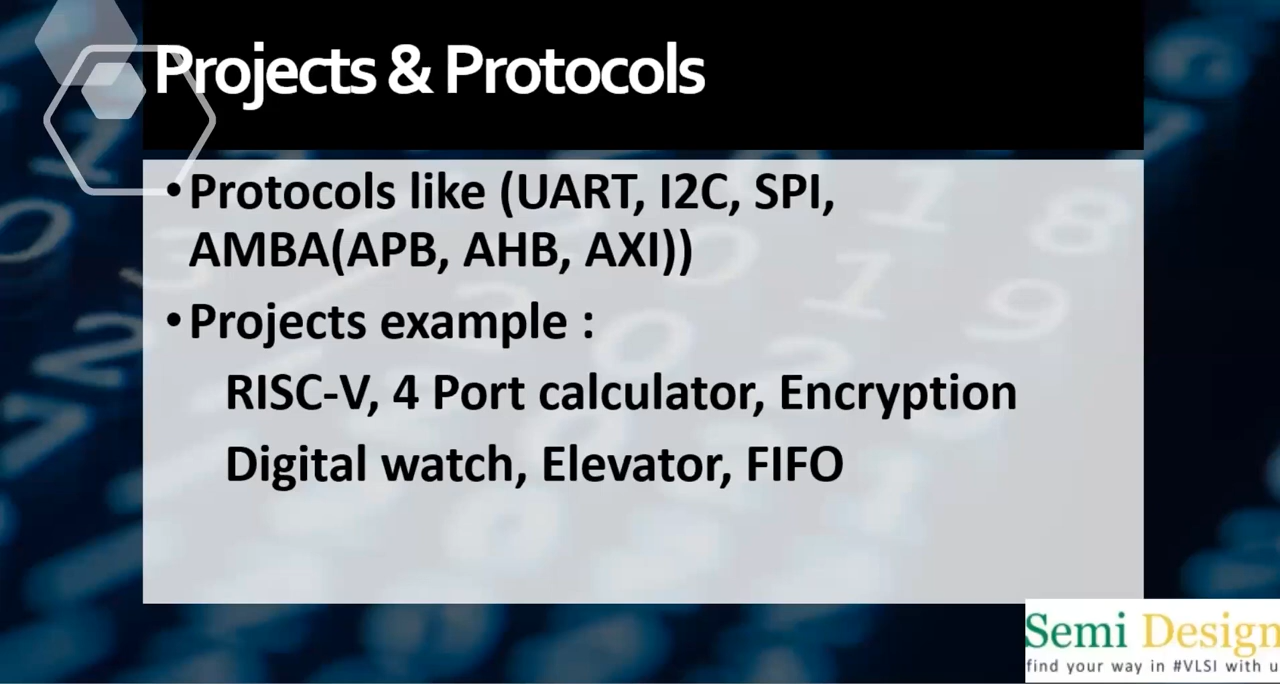 Projects & Protocols
•Protocols like (UART, I2C, SPI,
AMBA(APB, AHB, AXI))
•Projects example :
RISC-V, 4 Port calculator, Encryption
Digital watch, Elevator, FIFO
Semi Design
find your way in #VLSI with u